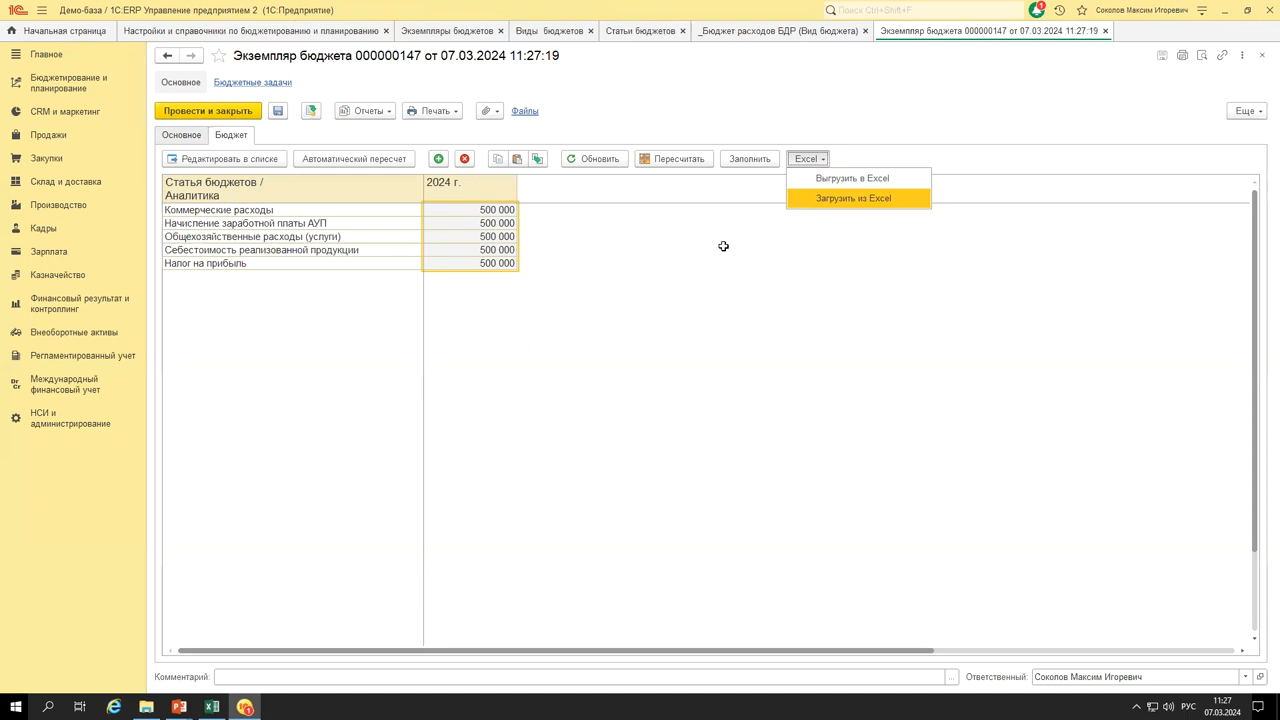 Демо-база / 1С:ERP Управление предприятием 2 (1С:Предприятие)
Поиск Ctrl+Shift+F
1
Соколов Максим Игоревич
Начальная страница
Настройки и справочники по бюджетированию и планированию
Экземпляры бюджетов
Виды бюджетов
Статьи бюджетов
_Бюджет расходов БДР (Вид бюджета)
Экземпляр бюджета 000000147 от 07.03.2024 11:27:19
Главное
Бюджетирование и
планирование
CRM и маркетинг
Продажи
Закупки
Склад и доставка
Производство
Кадры
Зарплата
Казначейство
Финансовый результат и
контроллинг
Внеоборотные активы
Регламентированный учет
Dr
Cr
Международный
финансовый учет
НСИ и
администрирование
Экземпляр бюджета 000000147 от 07.03.2024 11:27:19
Основное
Бюджетные задачи
Провести и закрыть
Отчеты
Печать
Файлы
Еще
Основное
Бюджет
Редактировать в списке
Автоматический пересчет
Обновить
Пересчитать
Заполнить
Excel
Выгрузить в Excel
Загрузить из Excel
Статья бюджетов / 2024 г.
Аналитика
Коммерческие расходы 500 000
Начисление заработной платы АУП 500 000
Общехозяйственные расходы (услуги) 500 000
Себестоимость реализованной продукции 500 000
Налог на прибыль 500 000
Комментарий:
...
Ответственный:
Соколов Максим Игоревич
РУС
11:27
07.03.2024